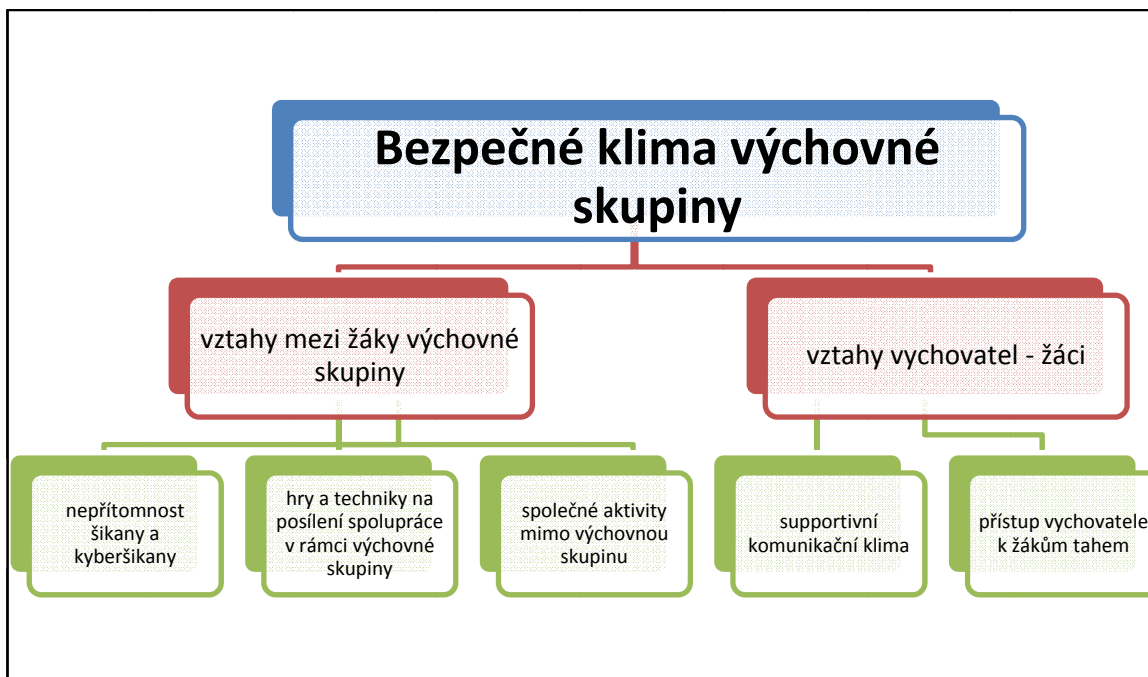 Bezpečné klima výchovné
skupiny
vztahy mezi žáky výchovné
skupiny
vztahy vychovatel - žáci
nepřítomnost
šikany a
kyberšikany
hry a techniky na
posílení spolupráce
v rámci výchovné
skupiny
společné aktivity
mimo výchovnou
skupinu
supportivní
komunikační klima
přístup vychovatele
k žákům tahem